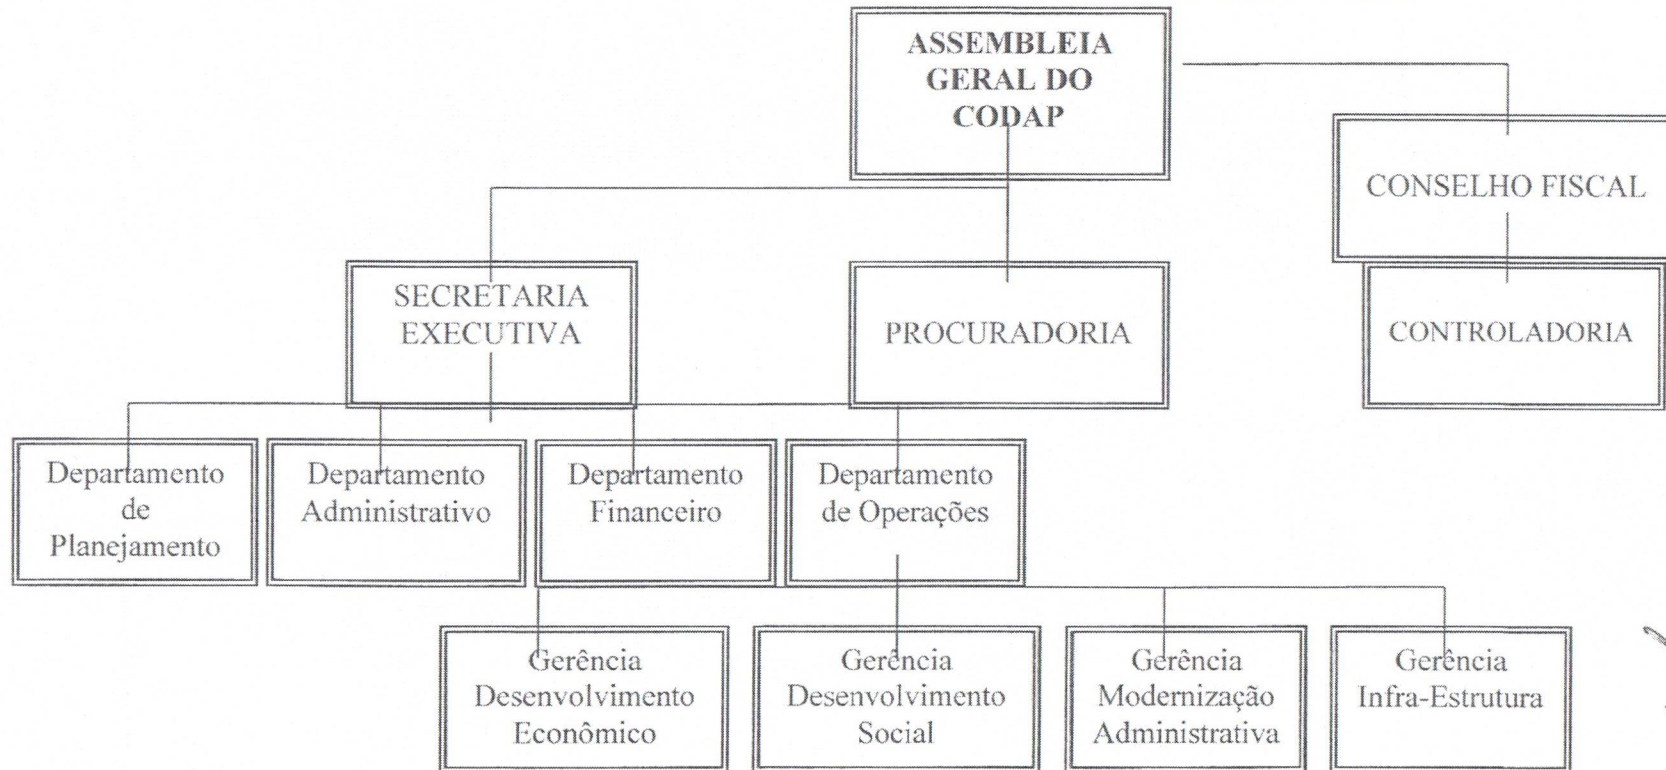 ASSEMBLEIA
GERAL DO
CODAP
CONSELHO FISCAL
SECRETARIA
EXECUTIVA
PROCURADORIA
CONTROLADORIA
Departamento
de
Planejamento
Departamento
Administrativo
Departamento
Financeiro
Departamento
de Operações
Gerência
Desenvolvimento
Econômico
Gerência
Desenvolvimento
Social
Gerência
Modernização
Administrativa
Gerência
Infra-Estrutura